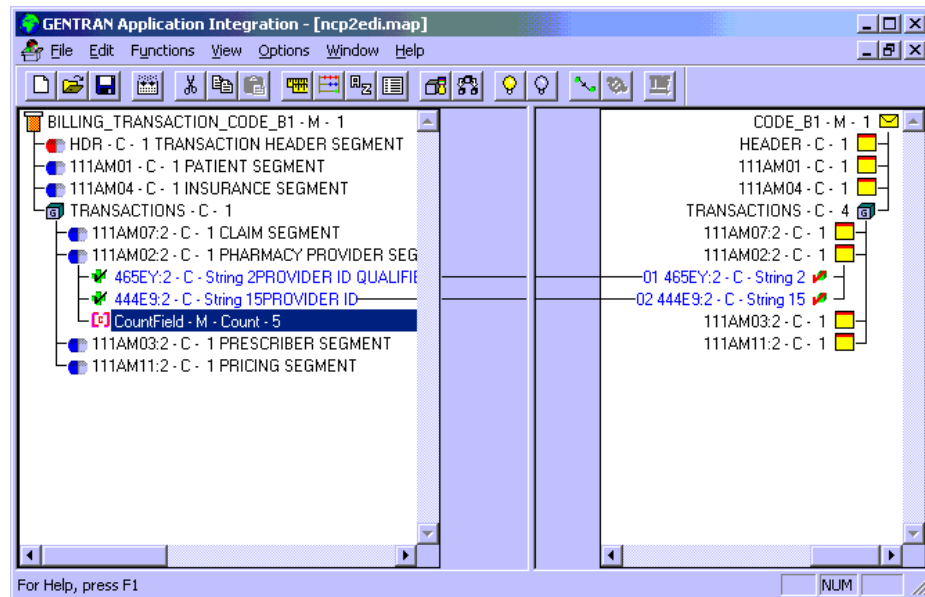 GENTRAN Application Integration - [ncp2edi.map]
File Edit Functions View Options Window Help
BILLING_TRANSACTION_CODE_B1 - M - 1
HDR - C - 1 TRANSACTION HEADER SEGMENT
111AM01 - C - 1 PATIENT SEGMENT
111AM04 - C - 1 INSURANCE SEGMENT
TRANSACTIONS - C - 1
111AM07:2 - C - 1 CLAIM SEGMENT
111AM02:2 - C - 1 PHARMACY PROVIDER SEG
465EY:2 - C - String 2PROVIDER ID QUALIFIE
444E9:2 - C - String 15PROVIDER ID
CountField - M - Count - 5
111AM03:2 - C - 1 PRESCRIBER SEGMENT
111AM11:2 - C - 1 PRICING SEGMENT
CODE_B1 - M - 1
HEADER - C - 1
111AM01 - C - 1
111AM04 - C - 1
TRANSACTIONS - C - 4
111AM07:2 - C - 1
111AM02:2 - C - 1
01 465EY:2 - C - String 2
02 444E9:2 - C - String 15
111AM03:2 - C - 1
111AM11:2 - C - 1
For Help, press F1
NUM